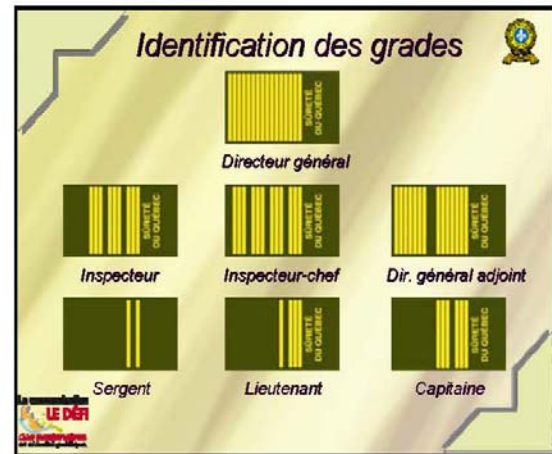 Identification des grades
SÛRETÉ
DU QUÉBEC
Directeur général
SÛRETÉ
DU QUÉBEC
SÛRETÉ
DU QUÉBEC
SÛRETÉ
DU QUÉBEC
Inspecteur
Inspecteur-chef
Dir. général adjoint
SÛRETÉ
DU QUÉBEC
SÛRETÉ
DU QUÉBEC
Sergent
Lieutenant
Capitaine
LE DÉFI